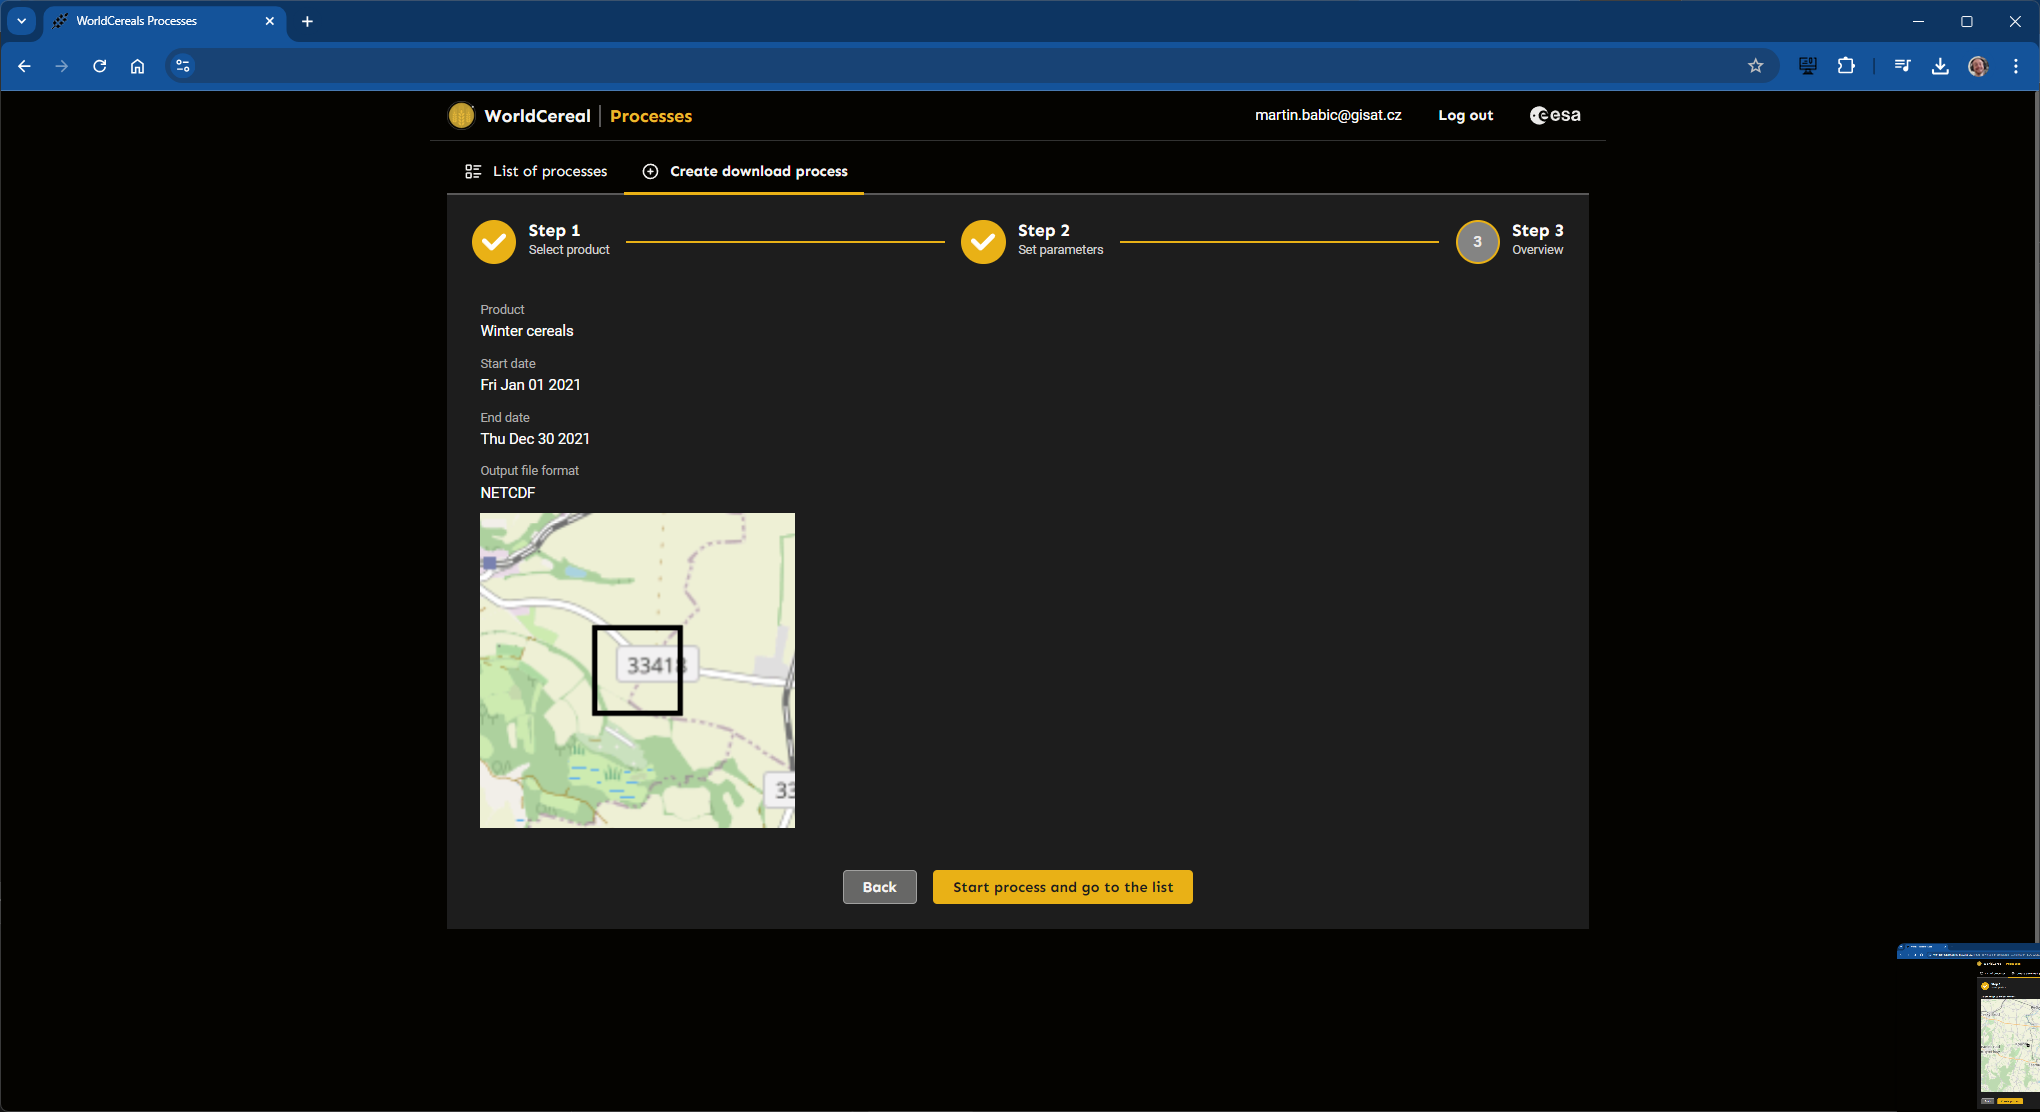 WorldCereals Processes
WorldCereal | Processes
martin.babic@gisat.cz
Log out
esa
List of processes
Create download process
Step 1
Select product
Step 2
Set parameters
3
Step 3
Overview
Product
Winter cereals
Start date
Fri Jan 01 2021
End date
Thu Dec 30 2021
Output file format
NETCDF
33418
33
Back
Start process and go to the list